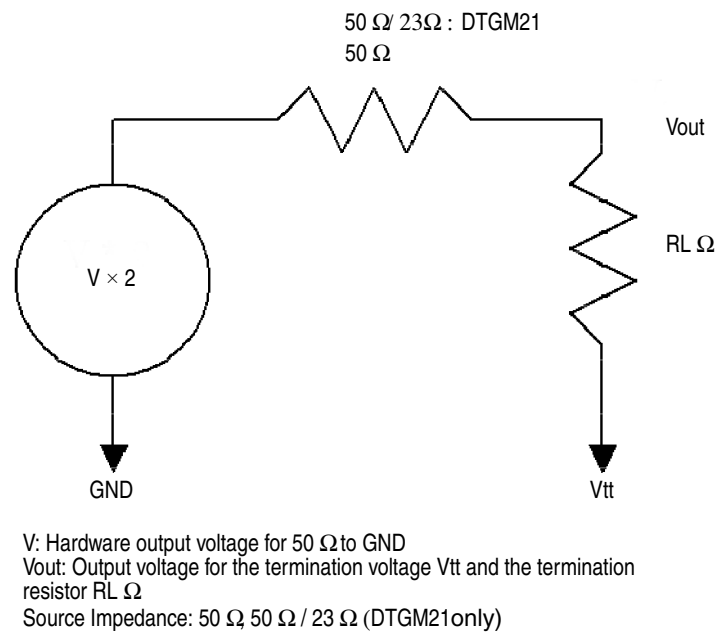 50 Ω/ 23Ω : DTGM21
50 Ω
Vout
RL Ω
V × 2
GND
Vtt
V: Hardware output voltage for 50 Ω to GND
Vout: Output voltage for the termination voltage Vtt and the termination
resistor RL Ω
Source Impedance: 50 Ω, 50 Ω / 23 Ω (DTGM21only)